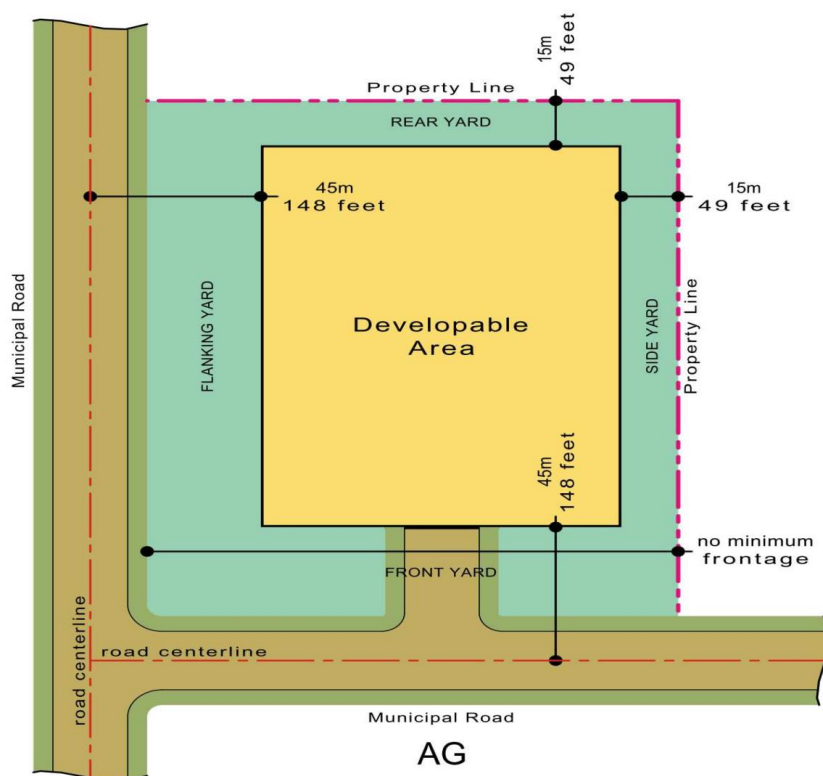 15m
49 feet
Property Line
REAR YARD
45m
148 feet
15m
49 feet
Municipal Road
FLANKING YARD
Developable
Area
SIDE YARD
Property Line
45m
148 feet
no minimum
frontage
FRONT YARD
road centerline
road centerline
Municipal Road
AG